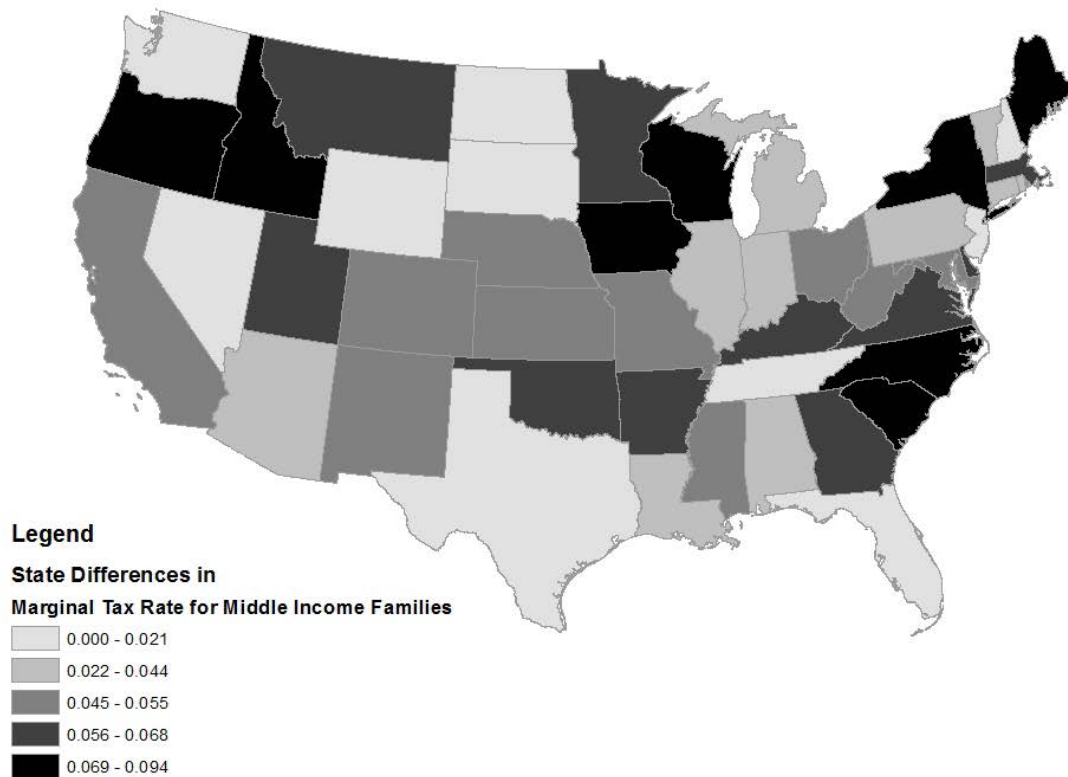 Legend
State Differences in
Marginal Tax Rate for Middle Income Families
0.000 - 0.021
0.022 - 0.044
0.045 - 0.055
0.056 - 0.068
0.069 - 0.094